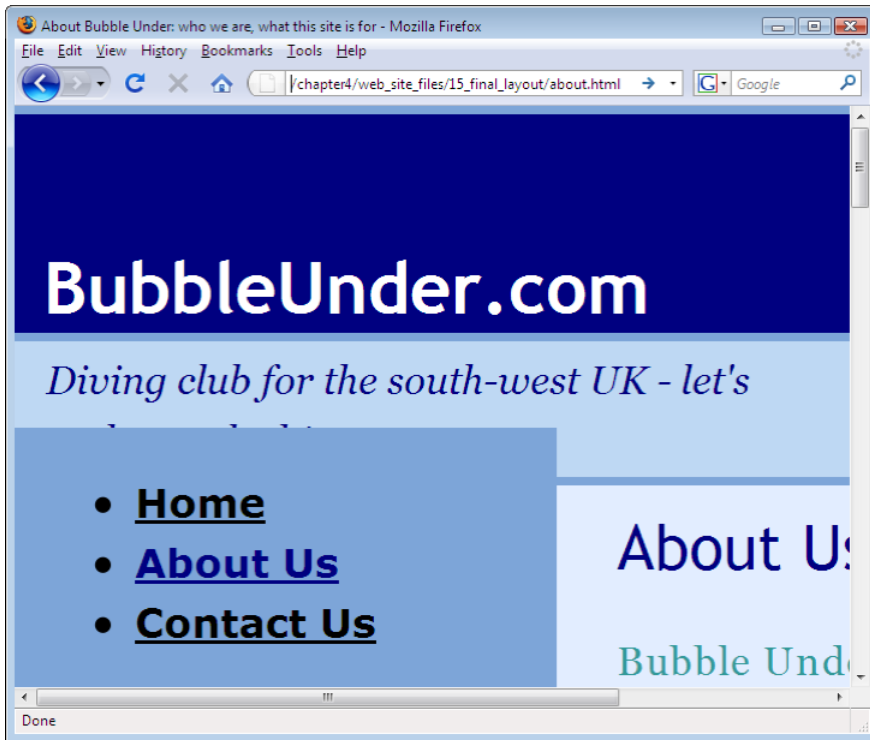 About Bubble Under: who we are, what this site is for - Mozilla Firefox
File Edit View History Bookmarks Tools Help
/chapter4/web_site_files/15_final_layout/about.html
G Google
BubbleUnder.com
Diving club for the south-west UK - let's
Home
About Us
Contact Us
About Us
Bubble Unde
Done